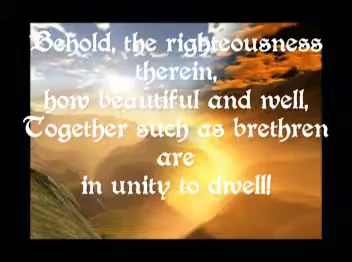 Behold, the righteousness
therein,
how beautiful and well,
Together such as brethren
are
in unity to dwell!